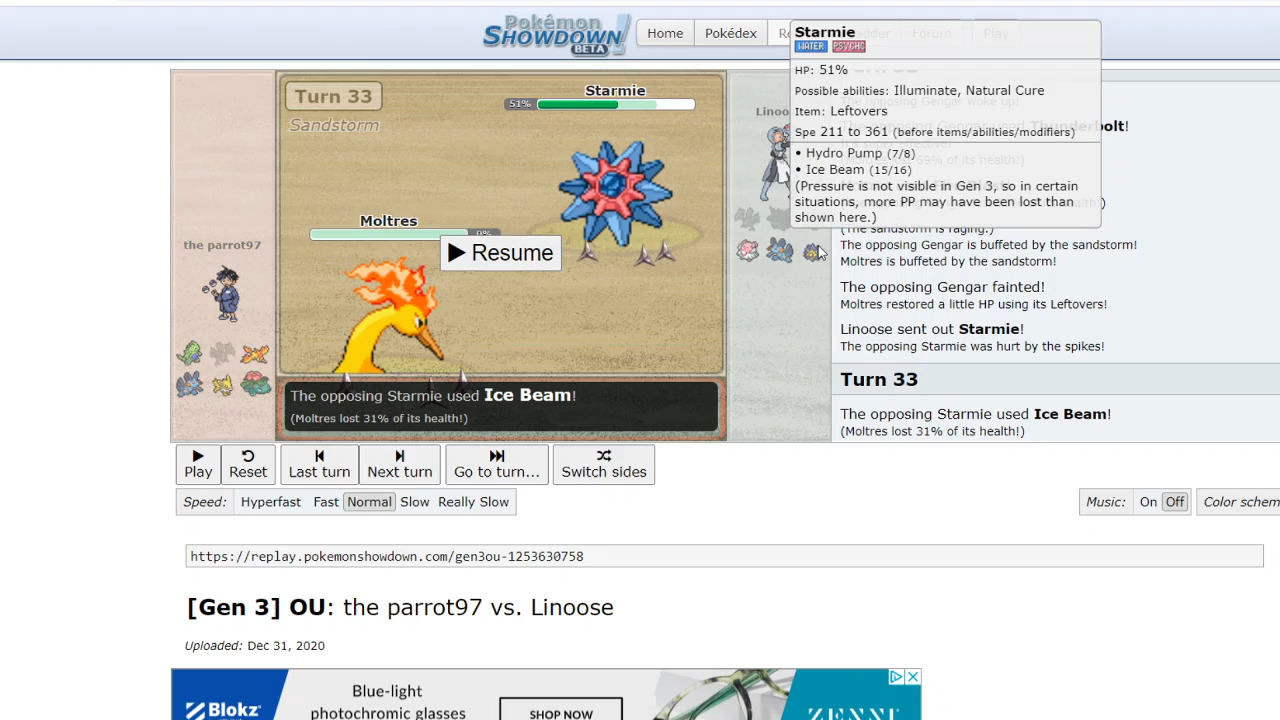 Pokémon
SHOWDOWN!
BETA
Home
Pokédex
Starmie
WATER PSYCHC
HP: 51%
Possible abilities: Illuminate, Natural Cure
Item: Leftovers
Spe 211 to 361 (before items/abilities/modifiers)
• Hydro Pump (7/8)
• Ice Beam (15/16)
(Pressure is not visible in Gen 3, so in certain
situations, more PP may have been lost than
shown here.)
Turn 33
Sandstorm
Starmie
51%
Moltres
Resume
the parrot97
The opposing Starmie used Ice Beam!
(Moltres lost 31% of its health!)
The opposing Gengar is buffeted by the sandstorm!
Moltres is buffeted by the sandstorm!
The opposing Gengar fainted!
Moltres restored a little HP using its Leftovers!
Linoose sent out Starmie!
The opposing Starmie was hurt by the spikes!
Turn 33
The opposing Starmie used Ice Beam!
(Moltres lost 31% of its health!)
Play
Reset
Last turn
Next turn
Go to turn...
Switch sides
Speed: Hyperfast Fast Normal Slow Really Slow
Music: On Off
Color schem
https://replay.pokemonshowdown.com/gen3ou-1253630758
[Gen 3] OU: the parrot97 vs. Linoose
Uploaded: Dec 31, 2020
Blokz
Blue-light
photochromic glasses
SHOP NOW
ZENNI